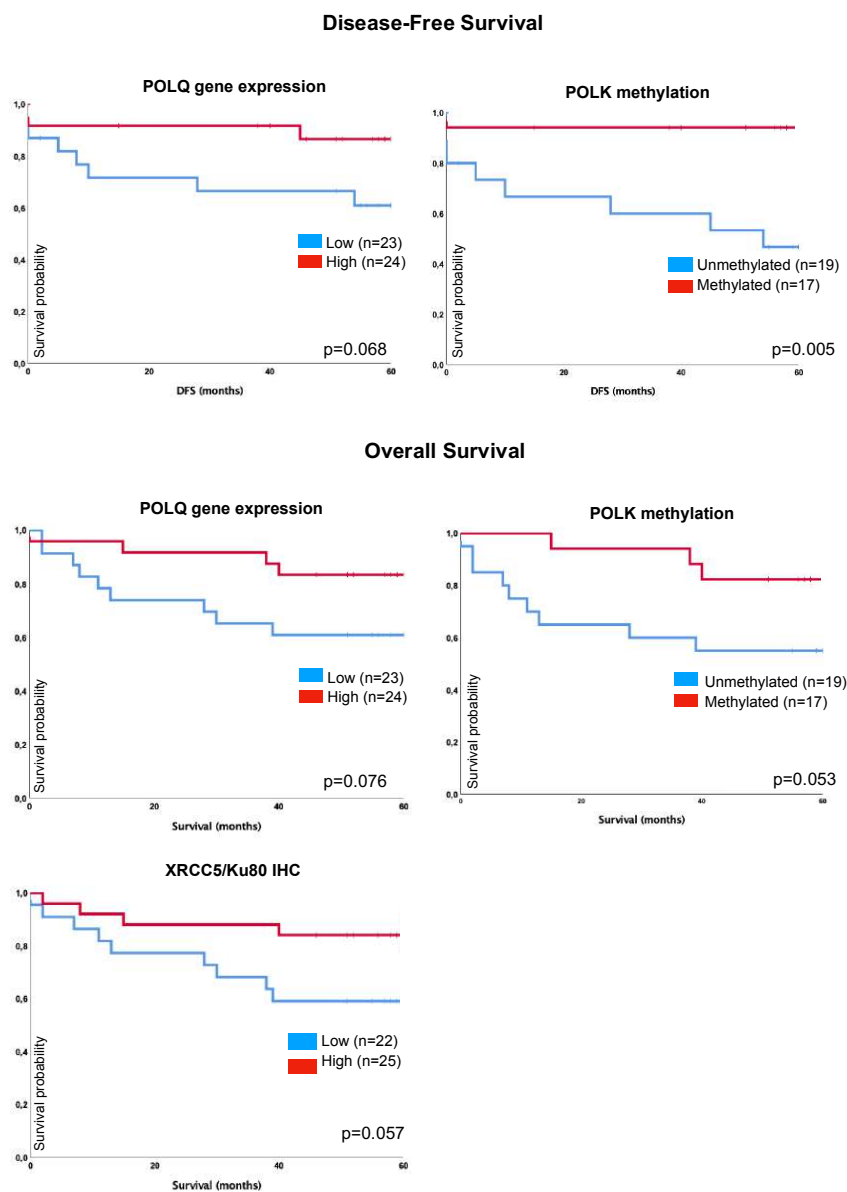 Disease-Free Survival
POLQ gene expression
1,0
0,8
0,6
0,4
0,2
0,0
Survival probability
Low (n=23)
High (n=24)
p=0.068
0
20
40
60
DFS (months)
POLK methylation
1,0
0,8
0,6
0,4
0,2
0,0
Survival probability
Unmethylated (n=19)
Methylated (n=17)
p=0.005
0
20
40
60
DFS (months)
Overall Survival
POLQ gene expression
1,0
0,8
0,6
0,4
0,2
0,0
Survival probability
Low (n=23)
High (n=24)
p=0.076
0
20
40
60
Survival (months)
POLK methylation
1,0
0,8
0,6
0,4
0,2
0,0
Survival probability
Unmethylated (n=19)
Methylated (n=17)
p=0.053
0
20
40
60
Survival (months)
XRCC5/Ku80 IHC
1,0
0,8
0,6
0,4
0,2
0,0
Survival probability
Low (n=22)
High (n=25)
p=0.057
0
20
40
60
Survival (months)